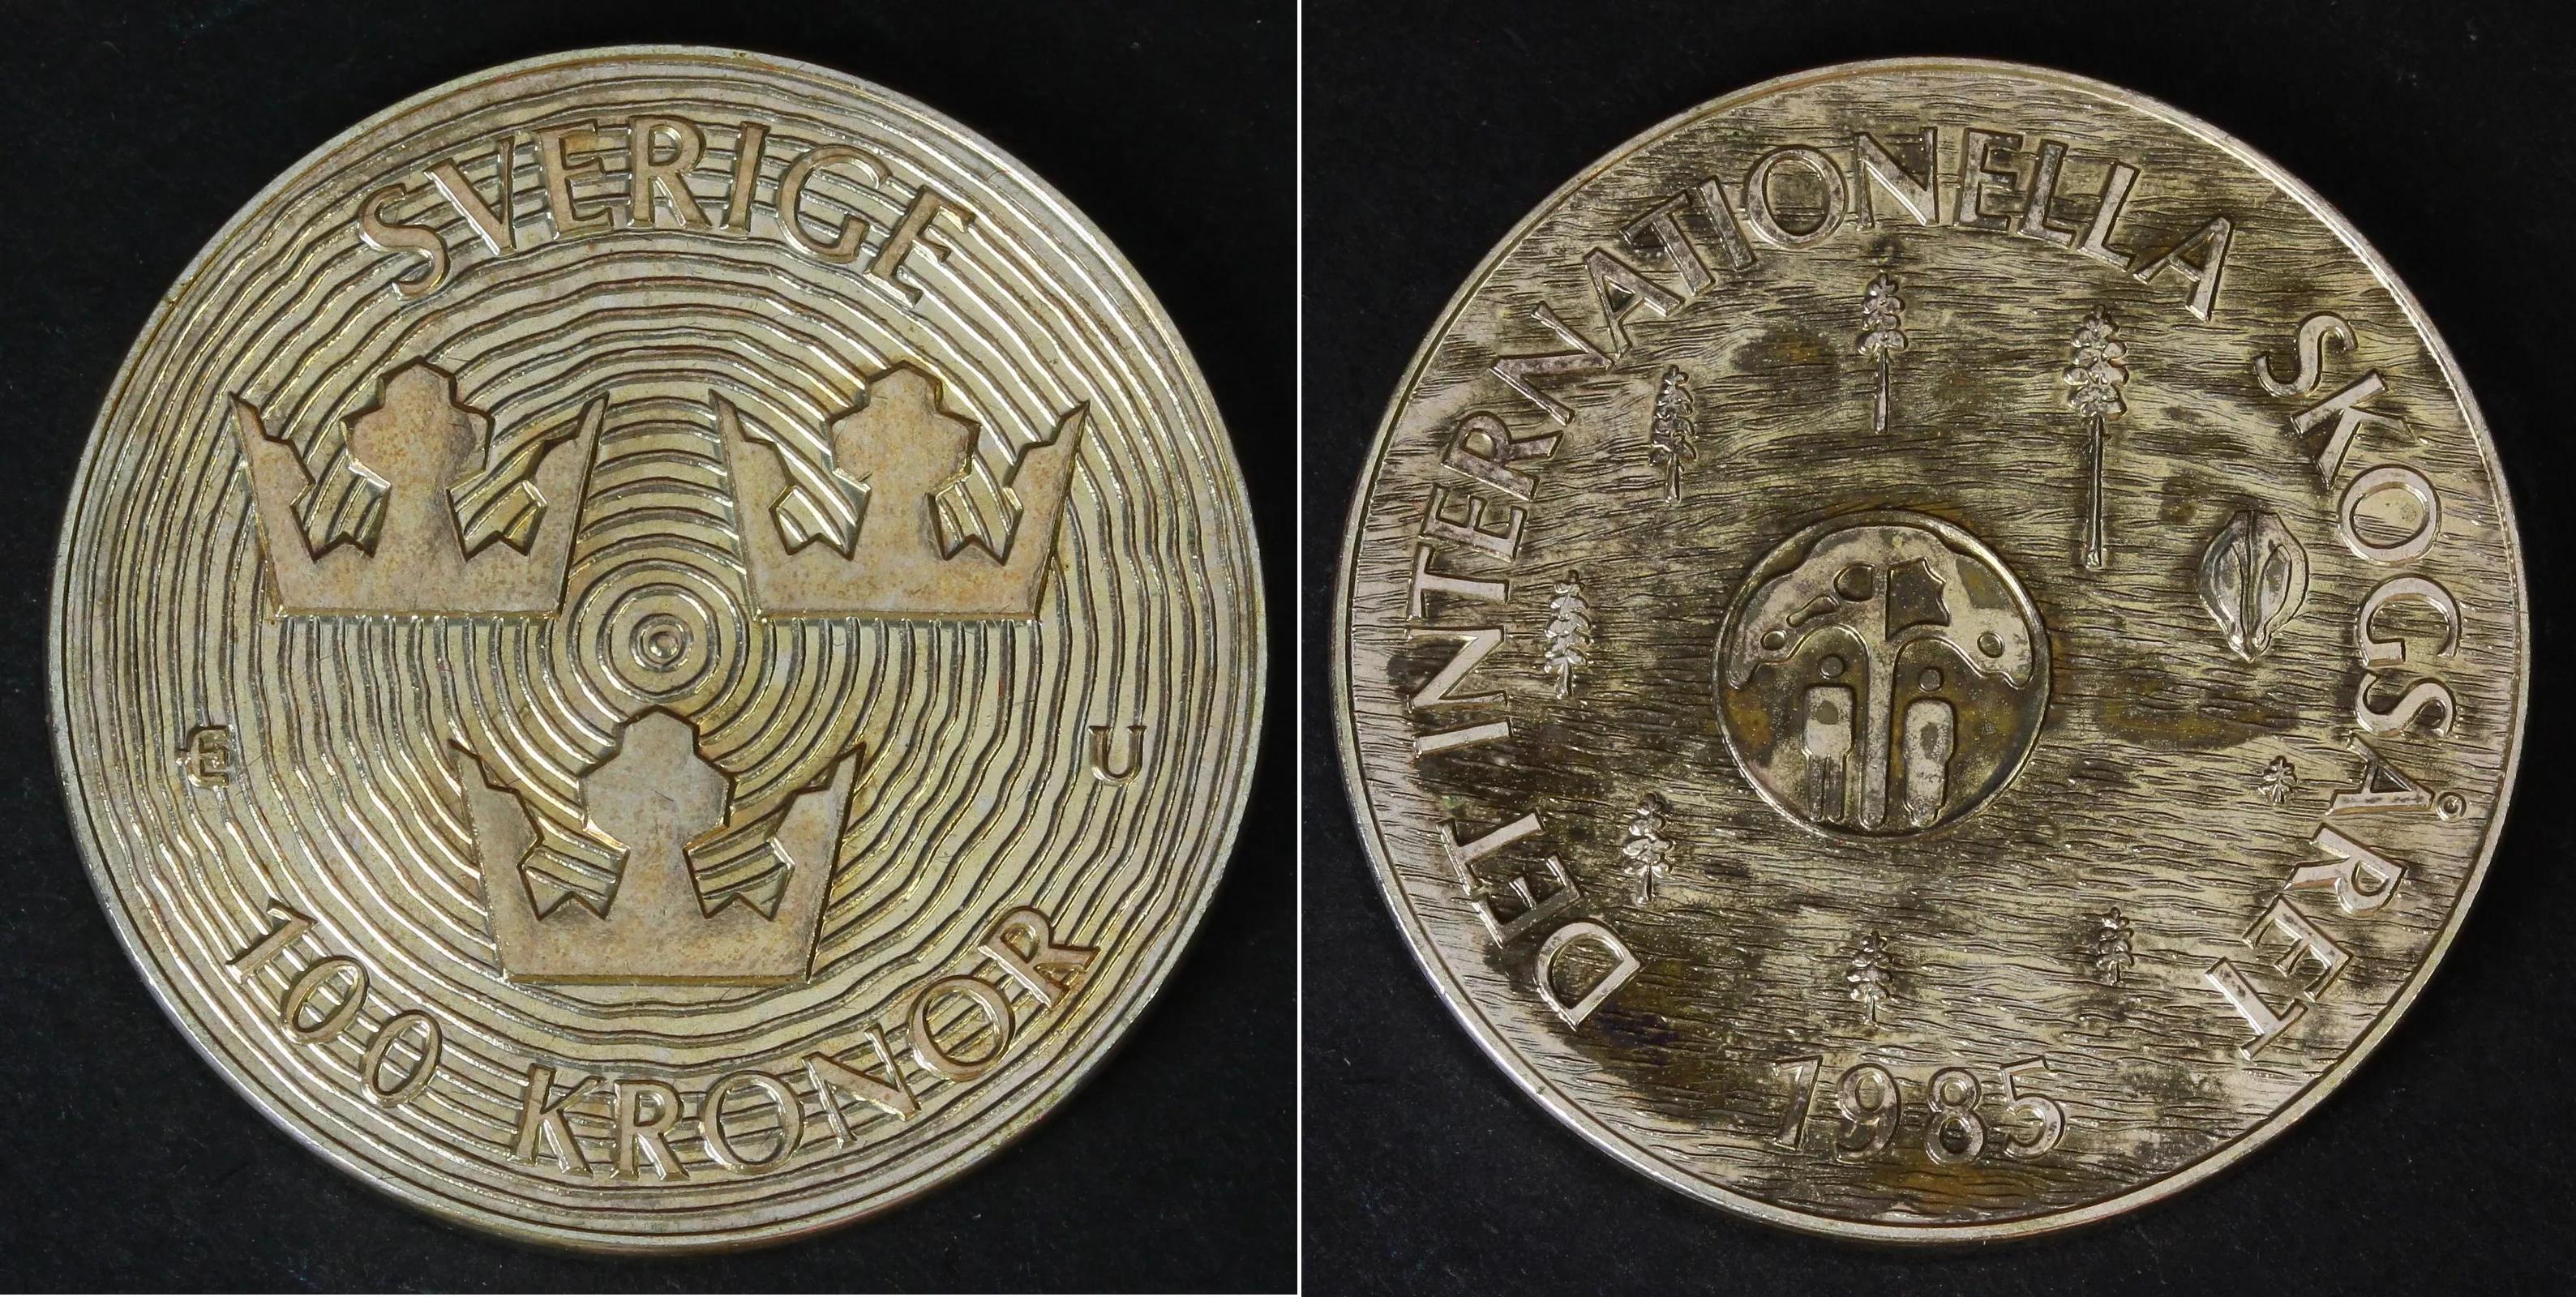 SVERIGE
E U
100 KRONOR
DET INTERNATIONELLA SKOGSÅRET
1985